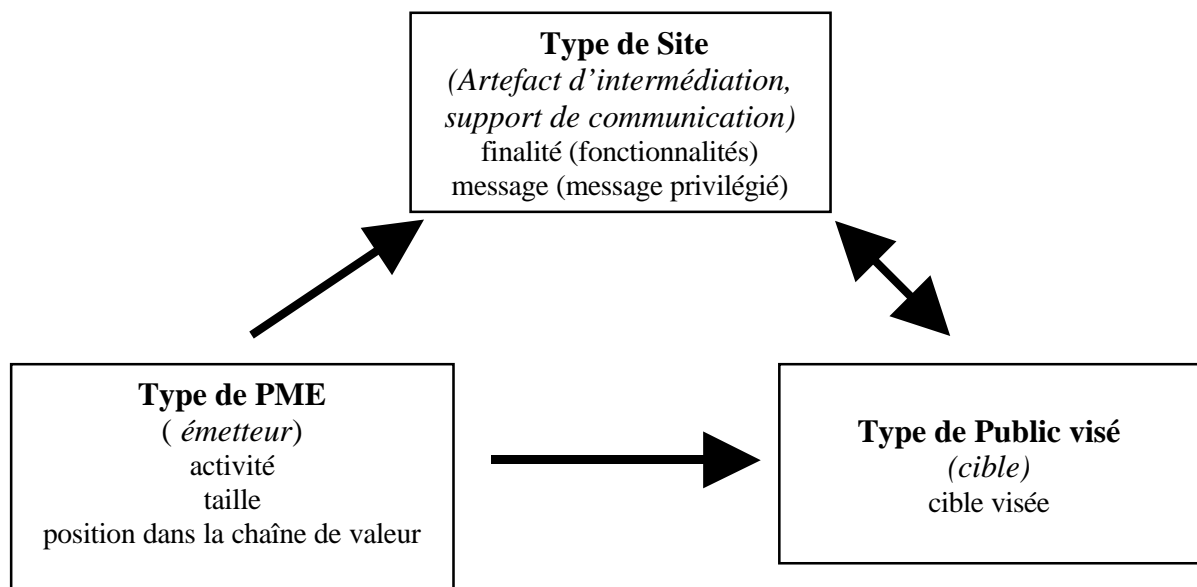 Type de Site
(Artefact d’intermédiation,
support de communication)
finalité (fonctionnalités)
message (message privilégié)
Type de PME
( émetteur)
activité
taille
position dans la chaîne de valeur
Type de Public visé
(cible)
cible visée